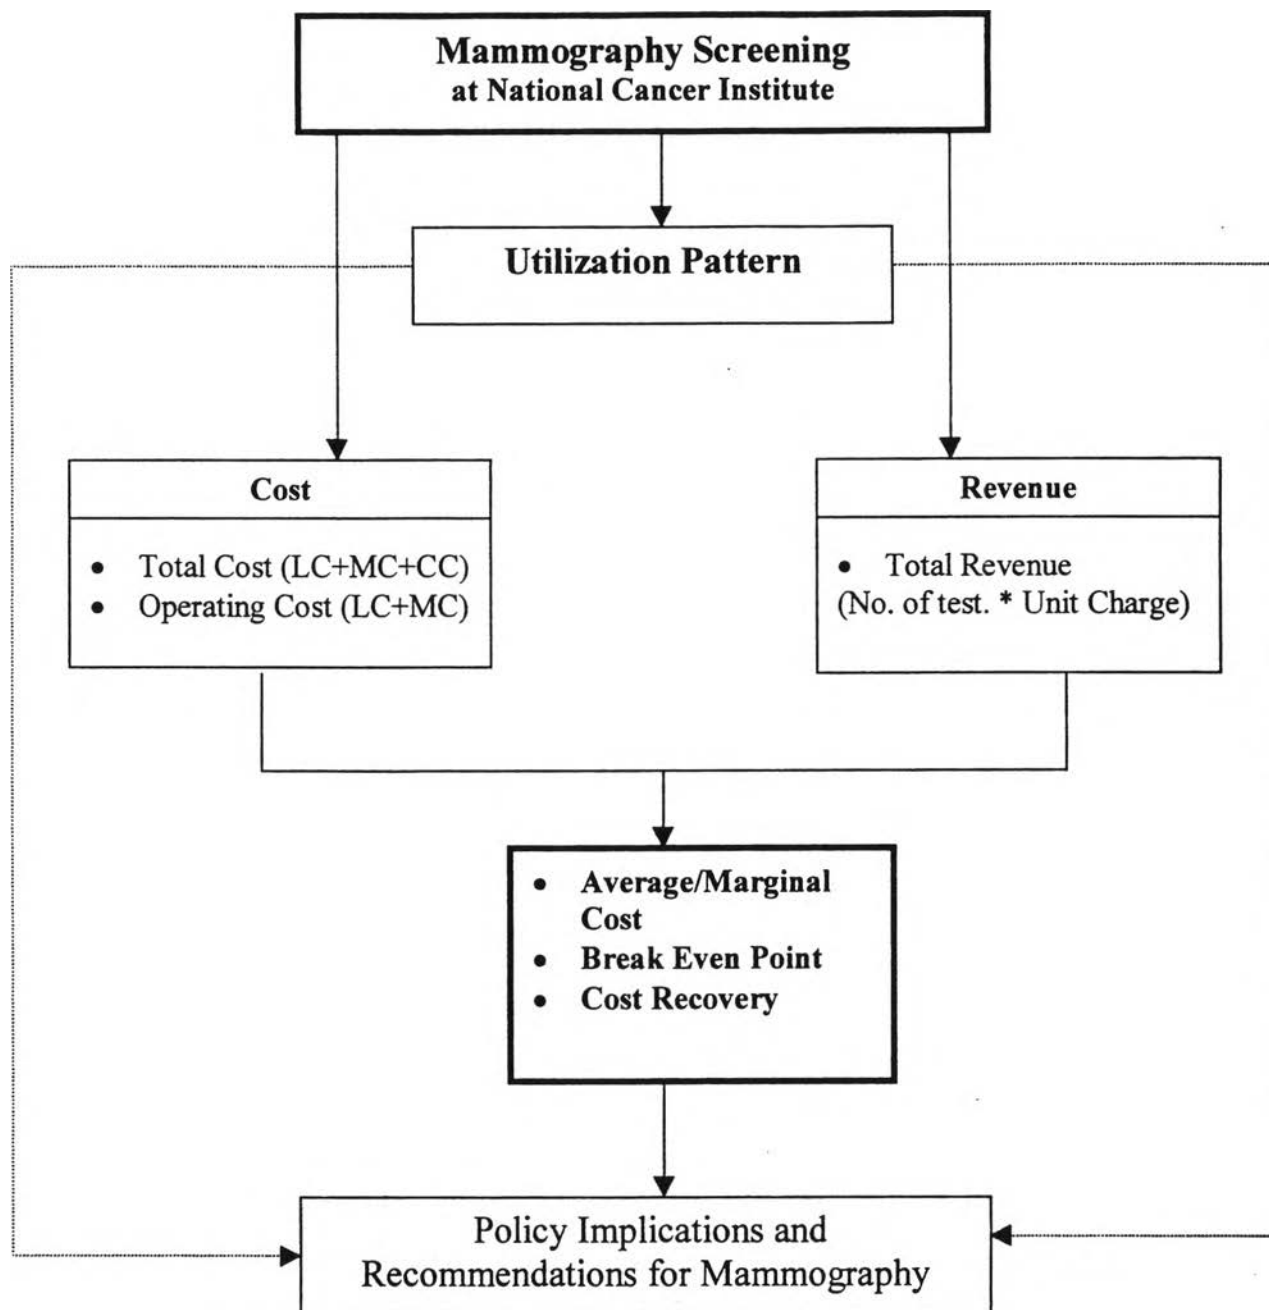 Mammography Screening
at National Cancer Institute
Utilization Pattern
Cost
• Total Cost (LC+MC+CC)
• Operating Cost (LC+MC)
Revenue
• Total Revenue
(No. of test. * Unit Charge)
• Average/Marginal
Cost
• Break Even Point
• Cost Recovery
Policy Implications and
Recommendations for Mammography